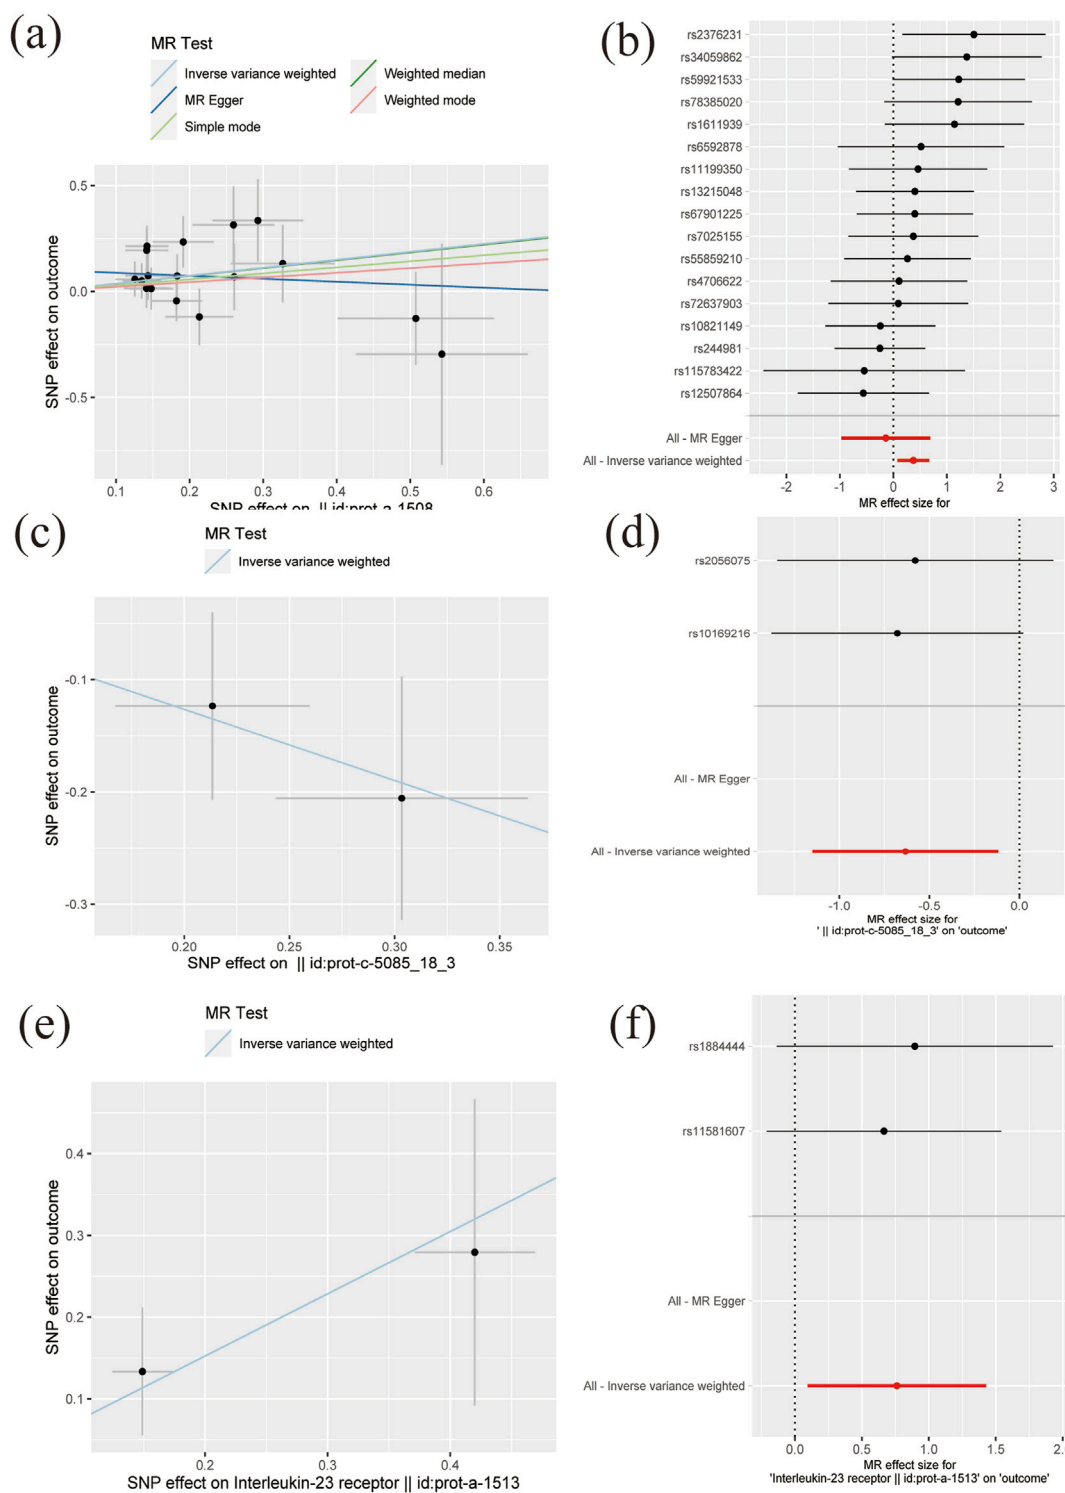 (a)
MR Test
Inverse variance weighted
Weighted median
MR Egger
Weighted mode
Simple mode
SNP effect on outcome
0.5
0.0
-0.5
0.1 0.2 0.3 0.4 0.5 0.6
SNP effect on || id:prot-a-1508
(b)
rs2376231
rs34059862
rs59921533
rs78385020
rs1611939
rs6592878
rs11199350
rs13215048
rs67901225
rs7025155
rs55859210
rs4706622
rs72637903
rs10821149
rs244981
rs115783422
rs12507864
All - MR Egger
All - Inverse variance weighted
-2 -1 0 1 2 3
MR effect size for
(c)
MR Test
Inverse variance weighted
SNP effect on outcome
-0.1
-0.2
-0.3
0.20 0.25 0.30 0.35
SNP effect on || id:prot-c-5085_18_3
(d)
rs2056075
rs10169216
All - MR Egger
All - Inverse variance weighted
-1.0 -0.5 0.0
MR effect size for
' || id:prot-c-5085_18_3' on 'outcome'
(e)
MR Test
Inverse variance weighted
SNP effect on outcome
0.4
0.3
0.2
0.1
0.2 0.3 0.4
SNP effect on Interleukin-23 receptor || id:prot-a-1513
(f)
rs1884444
rs11581607
All - MR Egger
All - Inverse variance weighted
0.0 0.5 1.0 1.5 2.0
MR effect size for
'Interleukin-23 receptor || id:prot-a-1513' on 'outcome'